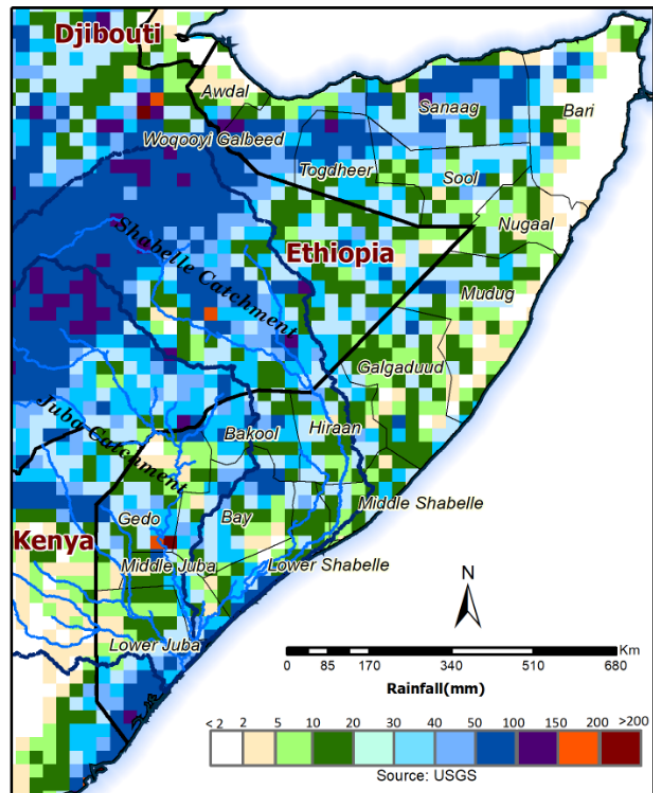 Djibouti
Awdal
Sanaag
Bari
Woqooyi Galbeed
Togdheer
Sool
Nugaal
Shabelle Catchment
Ethiopia
Mudug
Galgaduud
Juba Catchment
Bakool
Hiraan
Middle Shabelle
Gedo
Bay
Kenya
Middle Juba
Lower Shabelle
Lower Juba
N
Km
0 85 170 340 510 680
Rainfall(mm)
< 2 2 5 10 20 30 40 50 100 150 200 >200
Source: USGS